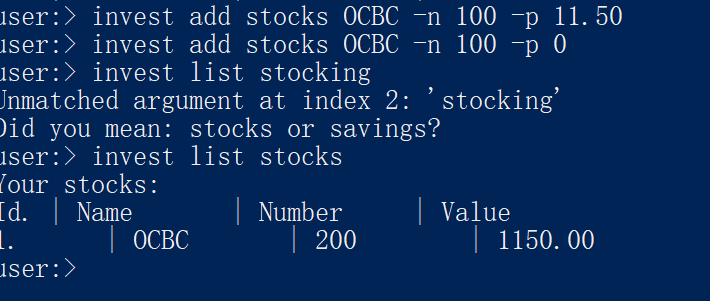 user:> invest add stocks OCBC -n 100 -p 11.50
user:> invest add stocks OCBC -n 100 -p 0
user:> invest list stocking
Unmatched argument at index 2: 'stocking'
Did you mean: stocks or savings?
user:> invest list stocks
Your stocks:
Id. | Name | Number | Value
1. | OCBC | 200 | 1150.00
user:>